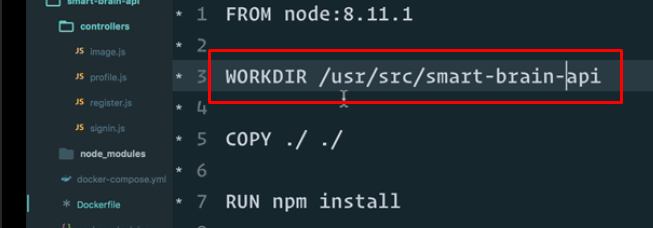 smart-brain-api
controllers
JS image.js
JS profile.js
JS register.js
JS signin.js
node_modules
docker-compose.yml
* Dockerfile
* 1 FROM node:8.11.1
* 2
* 3 WORKDIR /usr/src/smart-brain-api
* 4
* 5 COPY ./ ./
* 6
* 7 RUN npm install